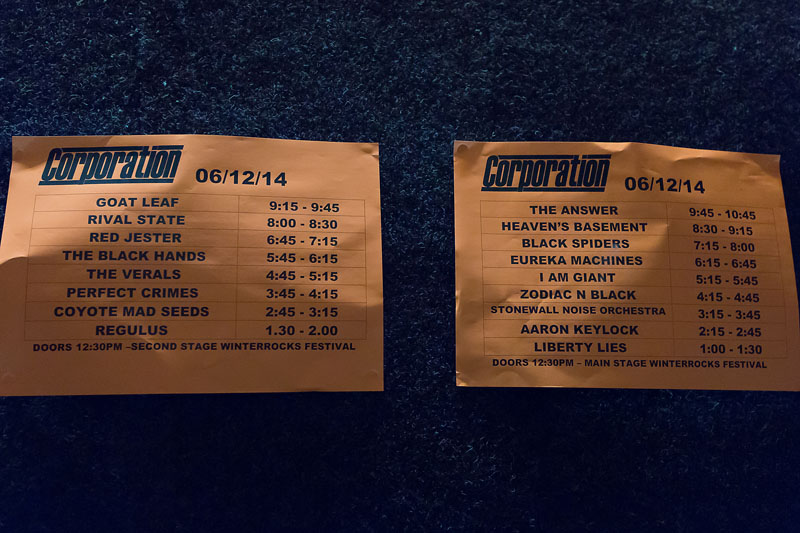 Corporation 06/12/14
GOAT LEAF 9:15 - 9:45
RIVAL STATE 8:00 - 8:30
RED JESTER 6:45 - 7:15
THE BLACK HANDS 5:45 - 6:15
THE VERALS 4:45 - 5:15
PERFECT CRIMES 3:45 - 4:15
COYOTE MAD SEEDS 2:45 - 3:15
REGULUS 1.30 - 2.00
DOORS 12:30PM –SECOND STAGE WINTERROCKS FESTIVAL
Corporation 06/12/14
THE ANSWER 9:45 - 10:45
HEAVEN'S BASEMENT 8:30 - 9:15
BLACK SPIDERS 7:15 - 8:00
EUREKA MACHINES 6:15 - 6:45
I AM GIANT 5:15 - 5:45
ZODIAC N BLACK 4:15 - 4:45
STONEWALL NOISE ORCHESTRA 3:15 - 3:45
AARON KEYLOCK 2:15 - 2:45
LIBERTY LIES 1:00 - 1:30
DOORS 12:30PM – MAIN STAGE WINTERROCKS FESTIVAL